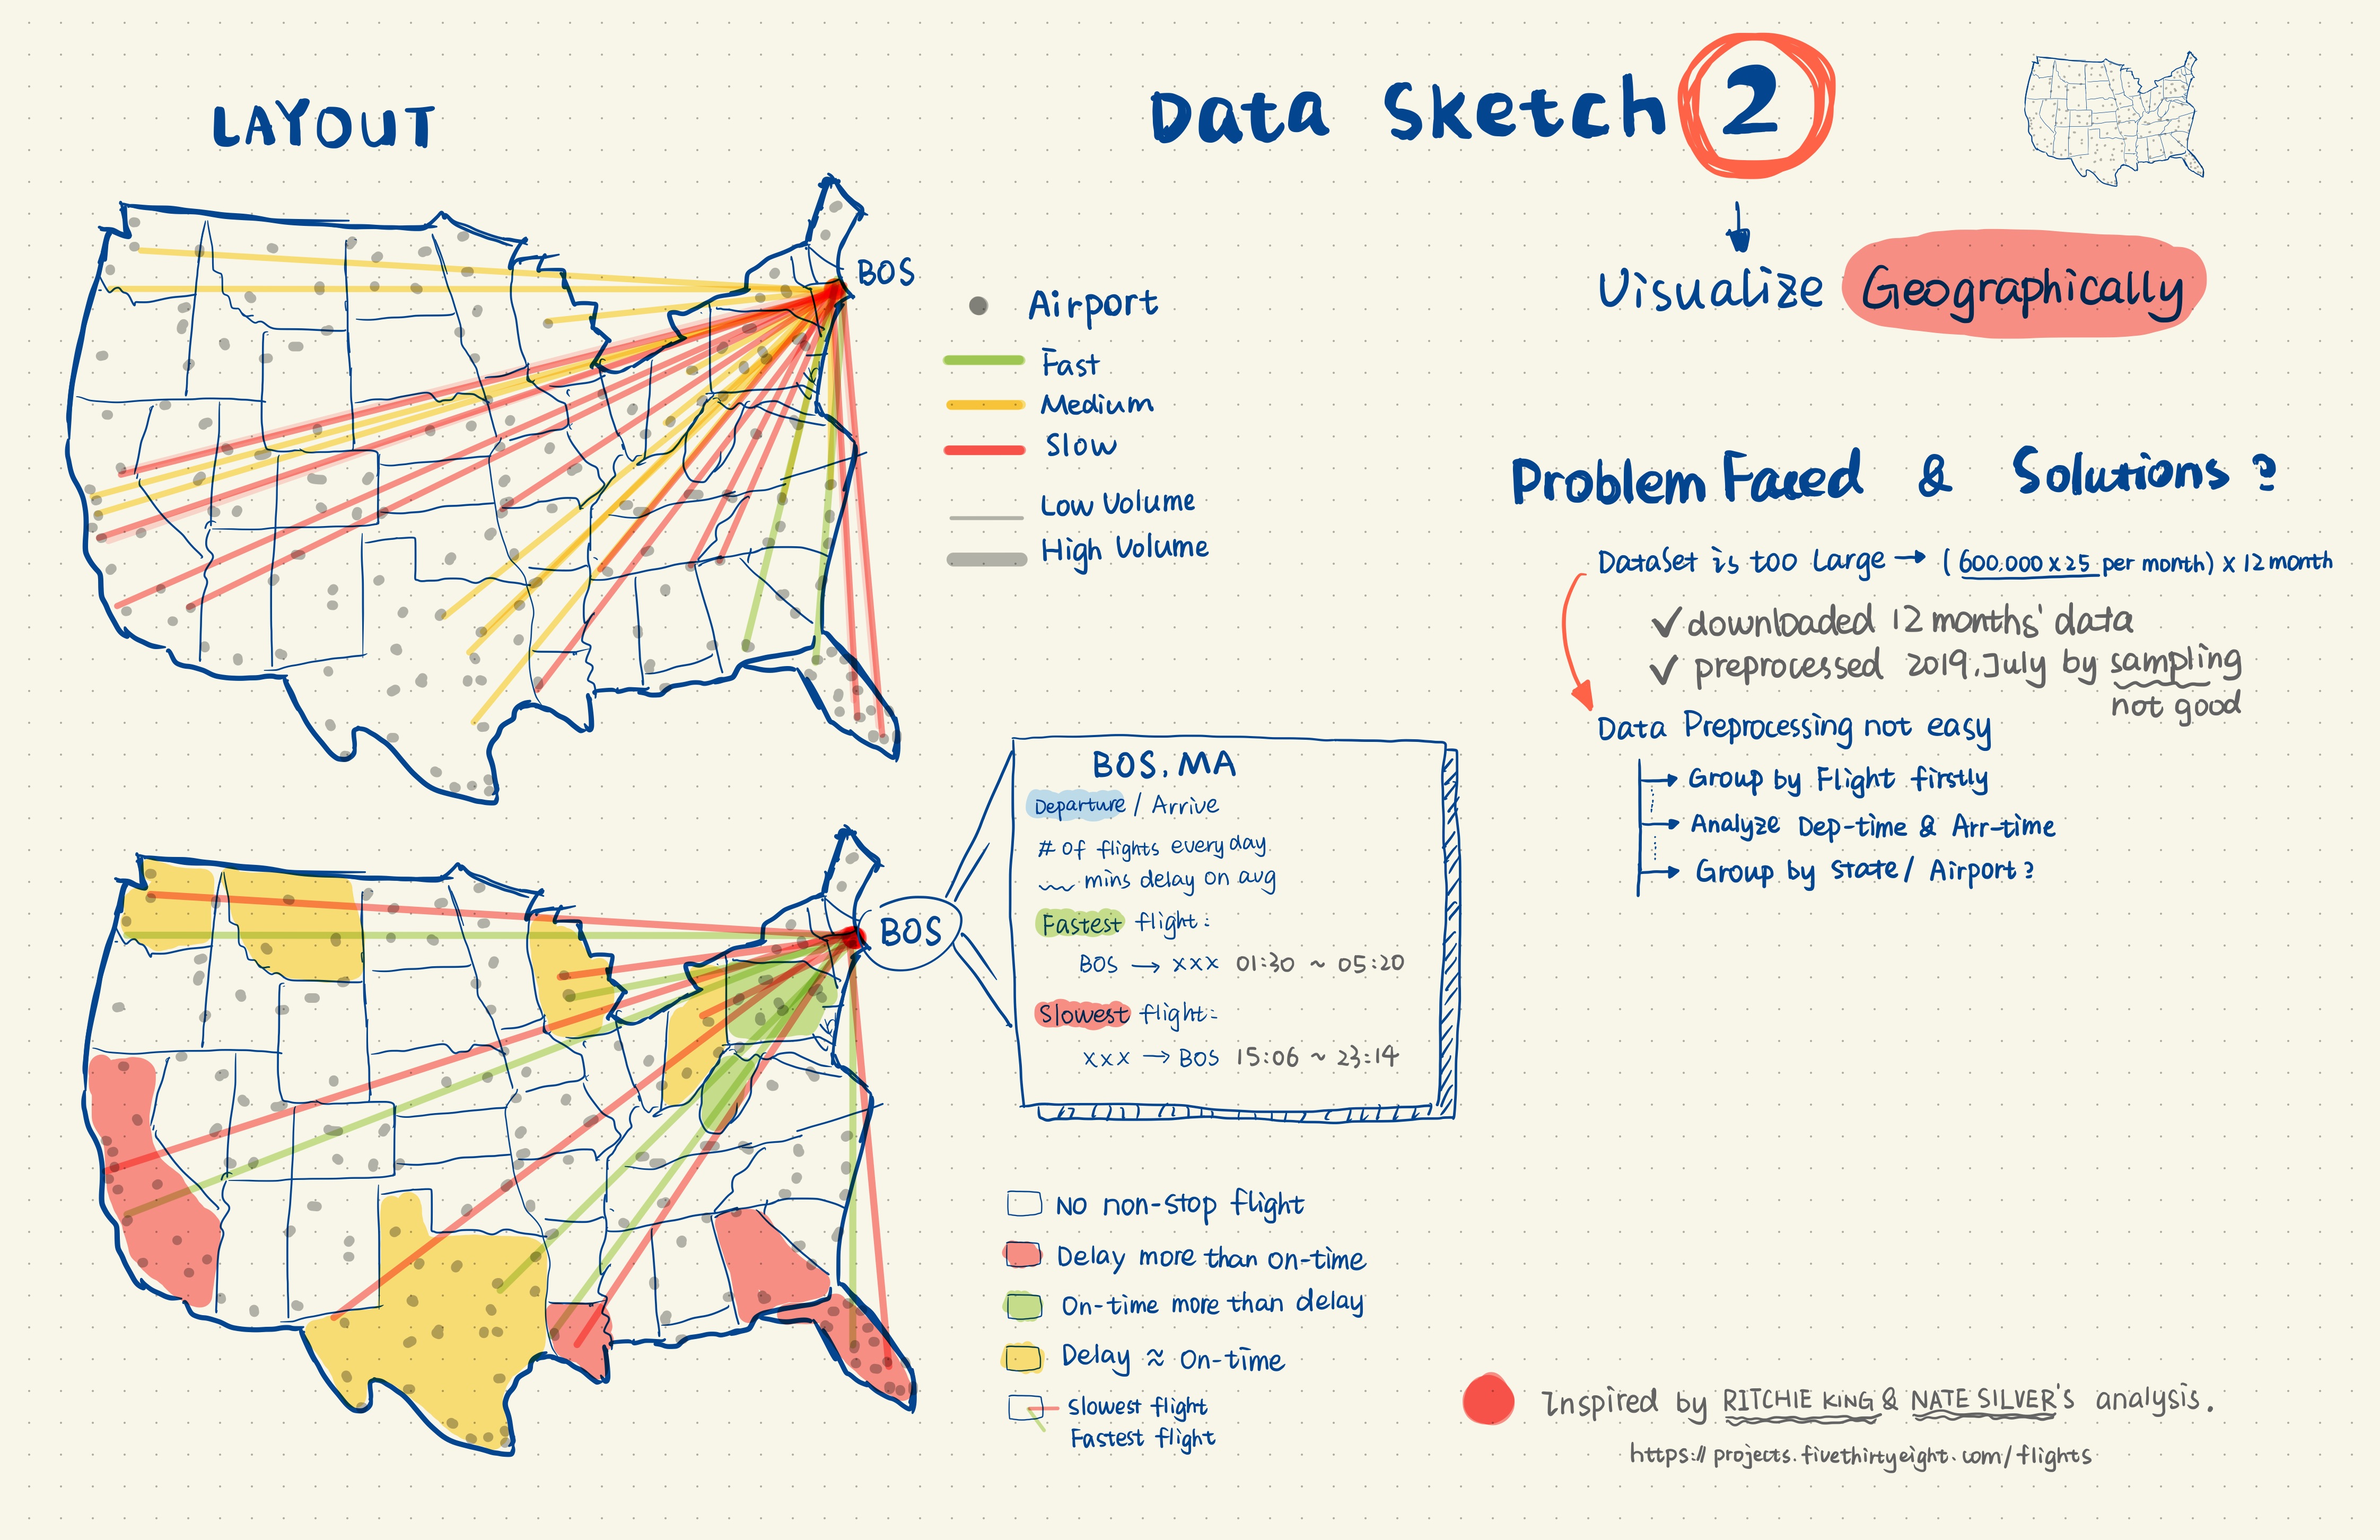 LAYOUT
BOS
Airport
Fast
Medium
Slow
Low Volume
High Volume
Data Sketch 2
Visualize Geographically
Problem Faced & Solutions ?
DataSet is too Large → (600.000 x 25 per month) x 12 month
✓ downloaded 12 months' data
✓ preprocessed 2019.July by sampling
not good
Data Preprocessing not easy
Group by Flight firstly
Analyze Dep-time & Arr-time
Group by State / Airport?
BOS
BOS, MA
Departure / Arrive
# of flights every day
mins delay on avg
Fastest flight:
BOS → xxx 01:30 ~ 05:20
Slowest flight:
xxx → BOS 15:06 ~ 23:14
NO non-stop flight
Delay more than on-time
On-time more than delay
Delay ≈ On-time
Slowest flight
Fastest flight
Inspired by RITCHIE KING & NATE SILVER's analysis.
https://projects.fivethirtyeight.com/flights